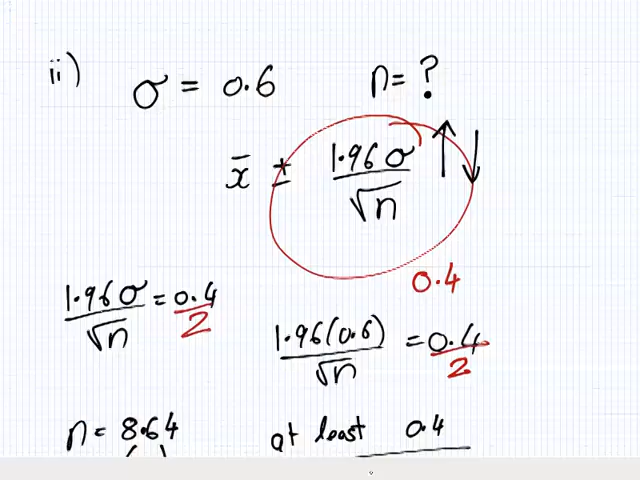 ii) σ = 0.6 n = ?
x̄ ± 1.96σ/√n
0.4
1.96σ/√n = 0.4/2
1.96(0.6)/√n = 0.4/2
n = 8.64 at least 0.4